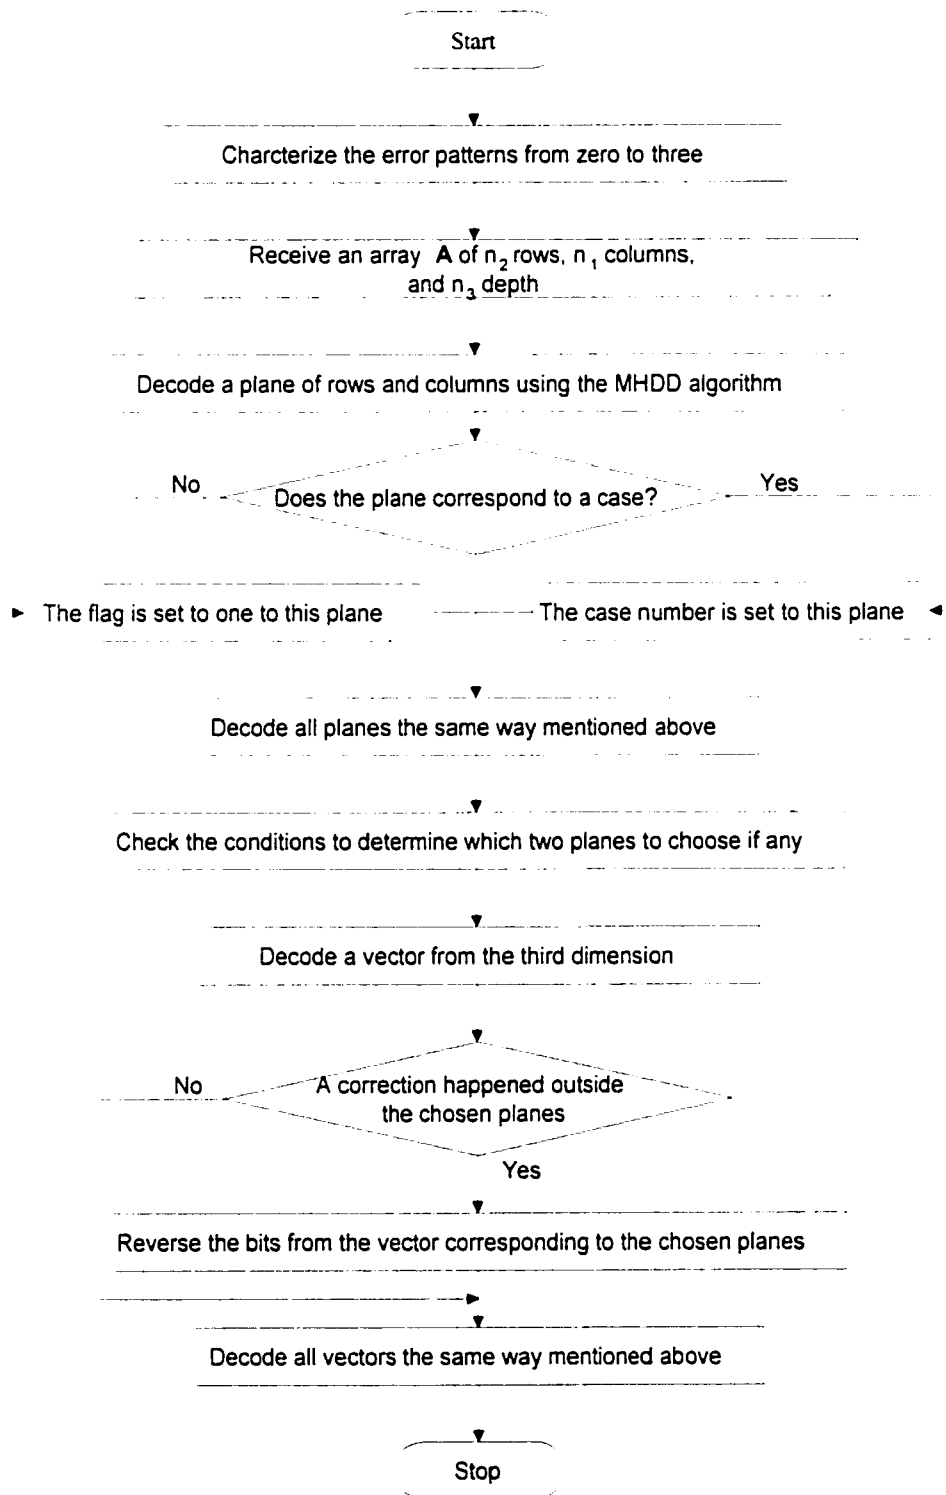 Start
Charcterize the error patterns from zero to three
Receive an array A of n2 rows, n1 columns,
and n3 depth
Decode a plane of rows and columns using the MHDD algorithm
No
Yes
Does the plane correspond to a case?
The flag is set to one to this plane
The case number is set to this plane
Decode all planes the same way mentioned above
Check the conditions to determine which two planes to choose if any
Decode a vector from the third dimension
No
A correction happened outside
the chosen planes
Yes
Reverse the bits from the vector corresponding to the chosen planes
Decode all vectors the same way mentioned above
Stop